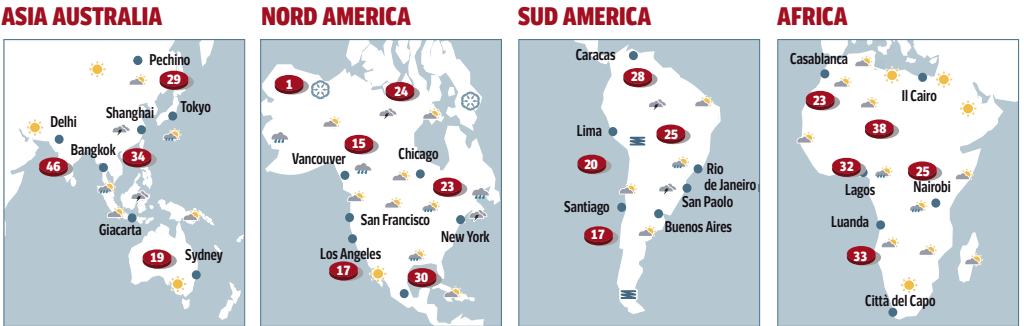 ASIA AUSTRALIA
Pechino
29
Shanghai
Tokyo
Delhi
Bangkok
34
46
Giacarta
19
Sydney
NORD AMERICA
1
24
15
Vancouver
Chicago
23
San Francisco
New York
Los Angeles
17
30
SUD AMERICA
Caracas
28
Lima
25
20
Rio
de Janeiro
San Paolo
Santiago
Buenos Aires
17
AFRICA
Casablanca
23
Il Cairo
38
32
25
Lagos
Nairobi
Luanda
33
Città del Capo